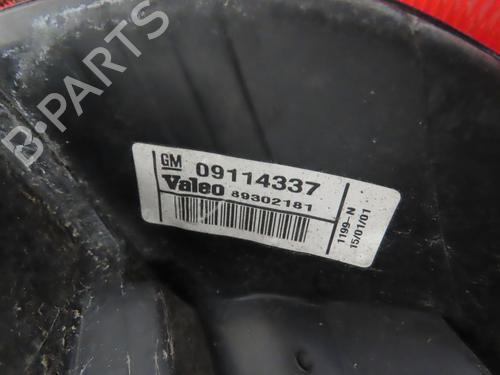 B-PARTS
GM 09114337
Valeo 89302181
1199-N
15/01/01